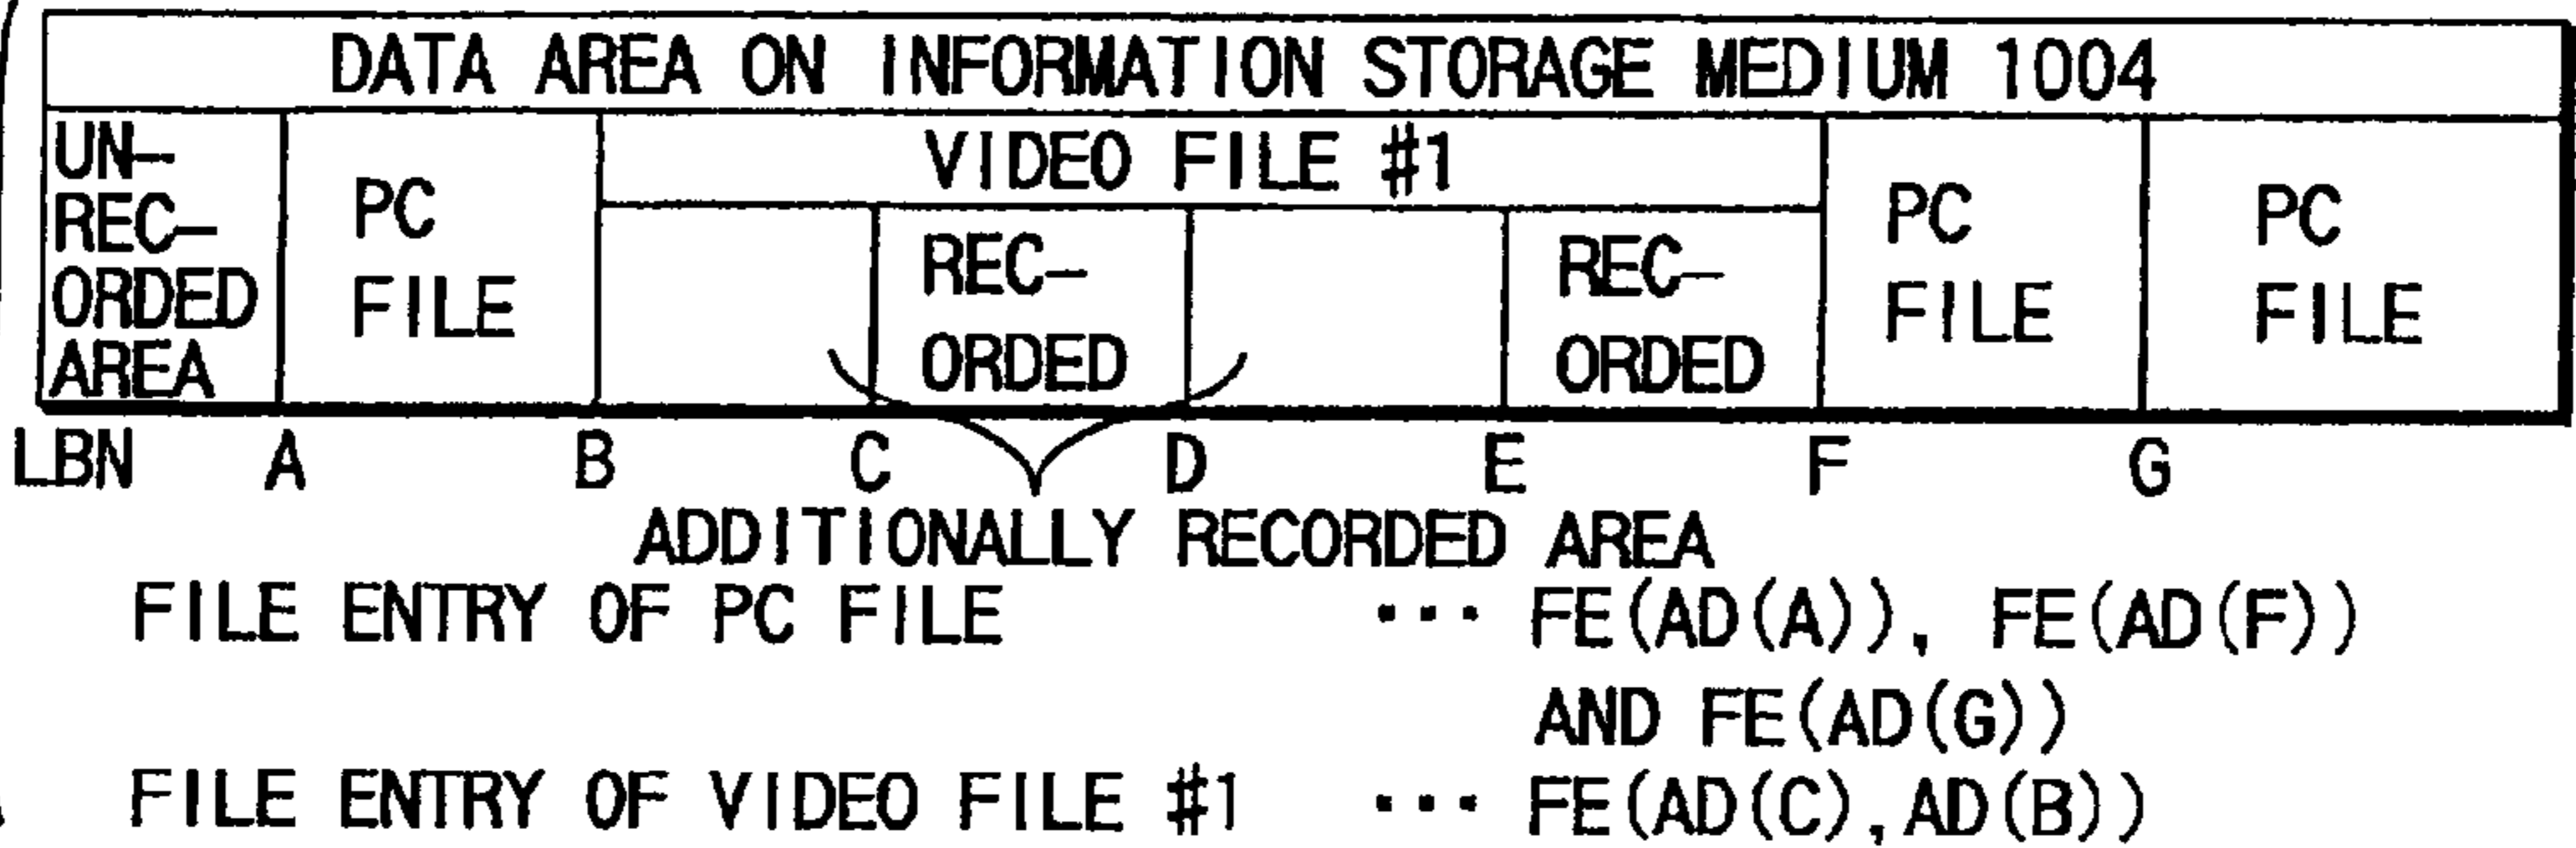 DATA AREA ON INFORMATION STORAGE MEDIUM 1004
UN-
REC-
ORDED
AREA
PC
FILE
VIDEO FILE #1
REC-
ORDED
REC-
ORDED
PC
FILE
PC
FILE
LBN A B C D E F G
ADDITIONALLY RECORDED AREA
FILE ENTRY OF PC FILE ··· FE(AD(A)), FE(AD(F))
AND FE(AD(G))
FILE ENTRY OF VIDEO FILE #1 ··· FE(AD(C),AD(B))